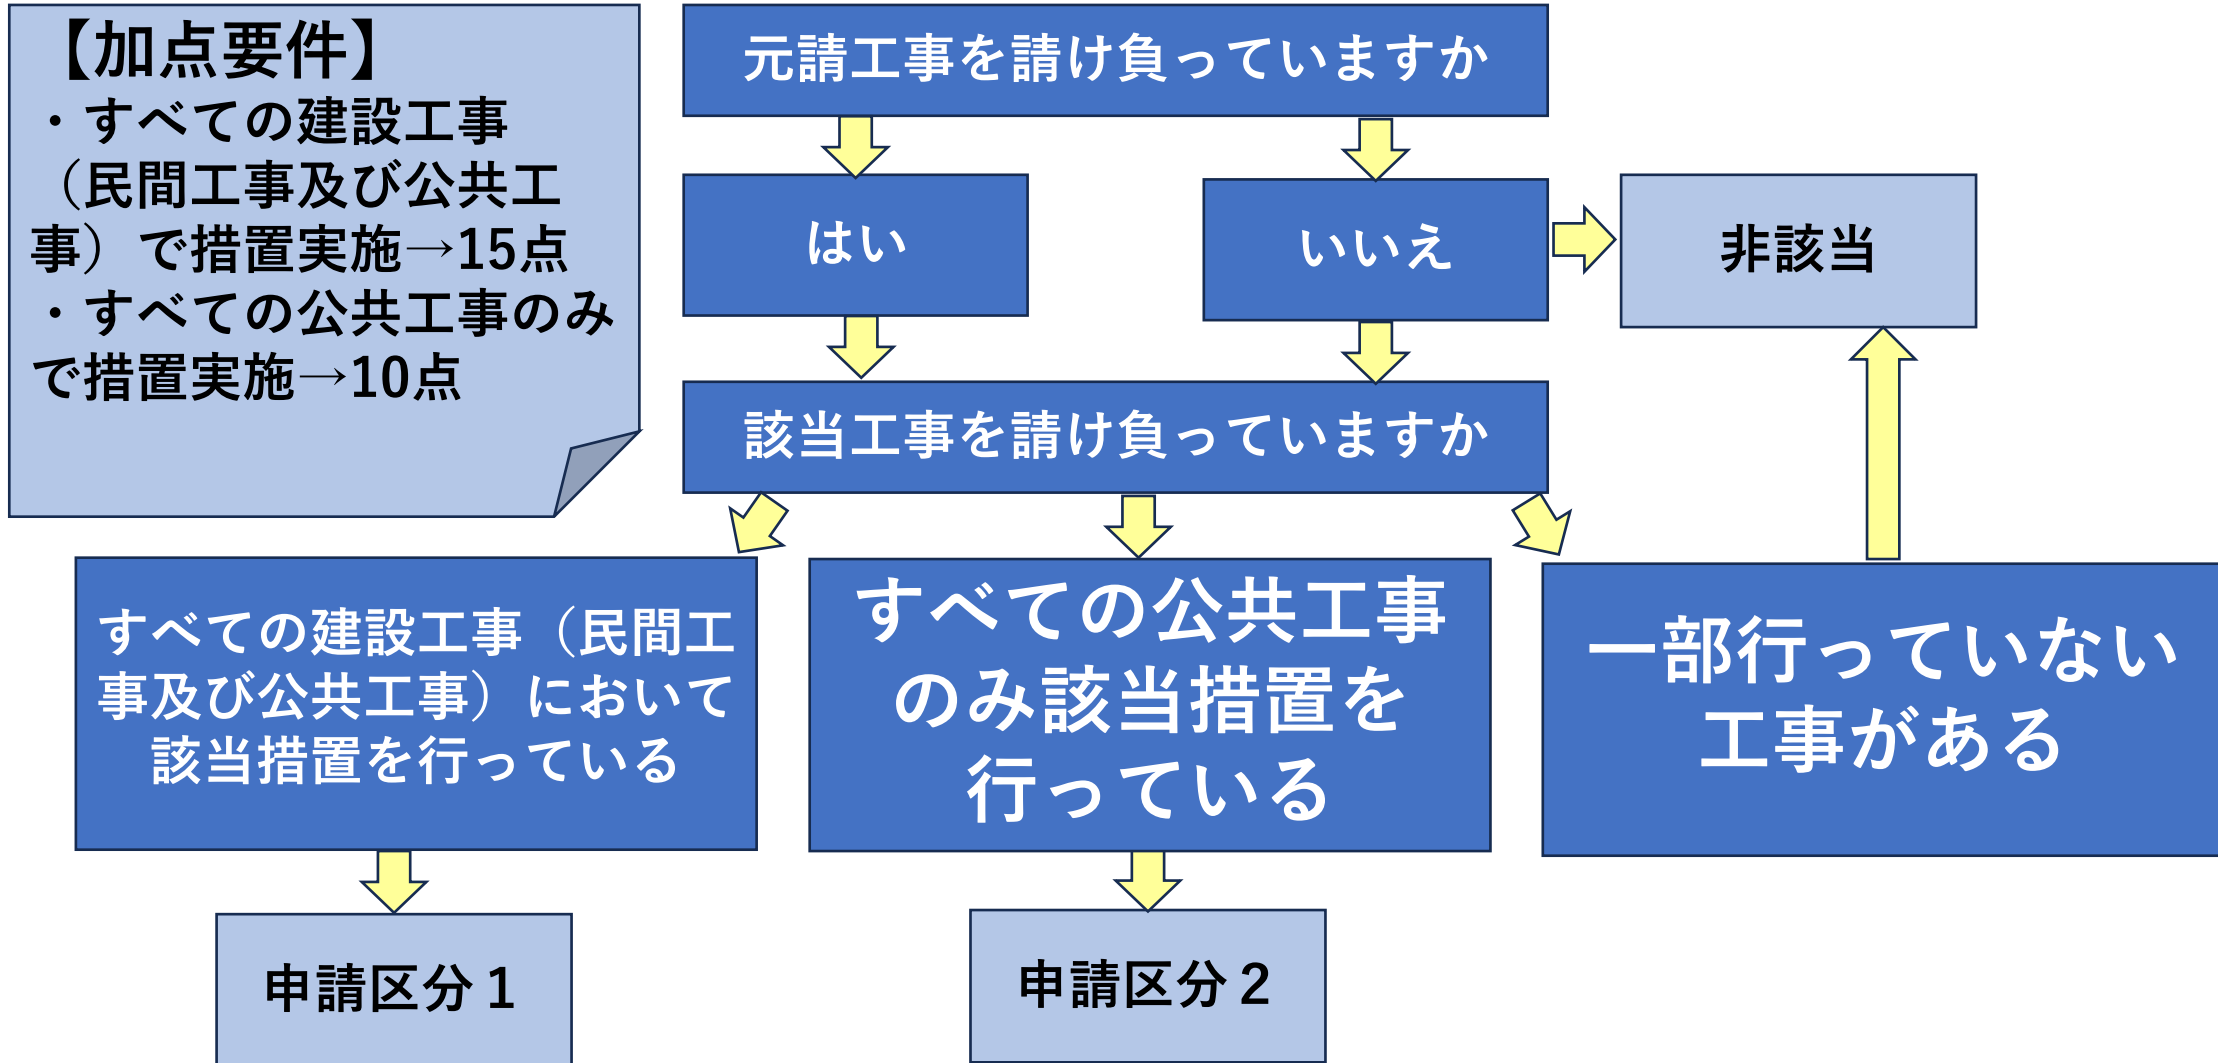 【加点要件】
・すべての建設工事
（民間工事及び公共工
事）で措置実施→15点
・すべての公共工事のみ
で措置実施→10点
元請工事を請け負っていますか
はい
いいえ
非該当
該当工事を請け負っていますか
すべての建設工事（民間工
事及び公共工事）において
該当措置を行っている
すべての公共工事
のみ該当措置を
行っている
一部行っていない
工事がある
申請区分１
申請区分２